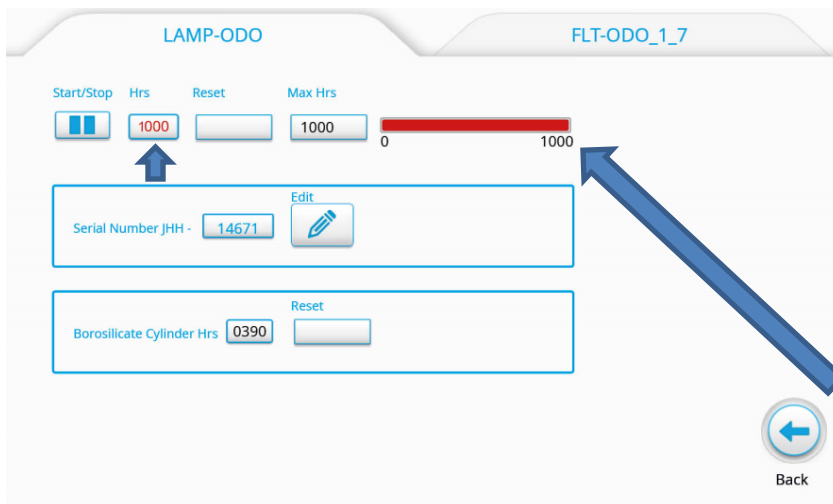 LAMP-ODO FLT-ODO_1_7
Start/Stop Hrs Reset Max Hrs
1000 1000
0 1000
Edit
Serial Number JHH - 14671
Reset
Borosilicate Cylinder Hrs 0390
Back